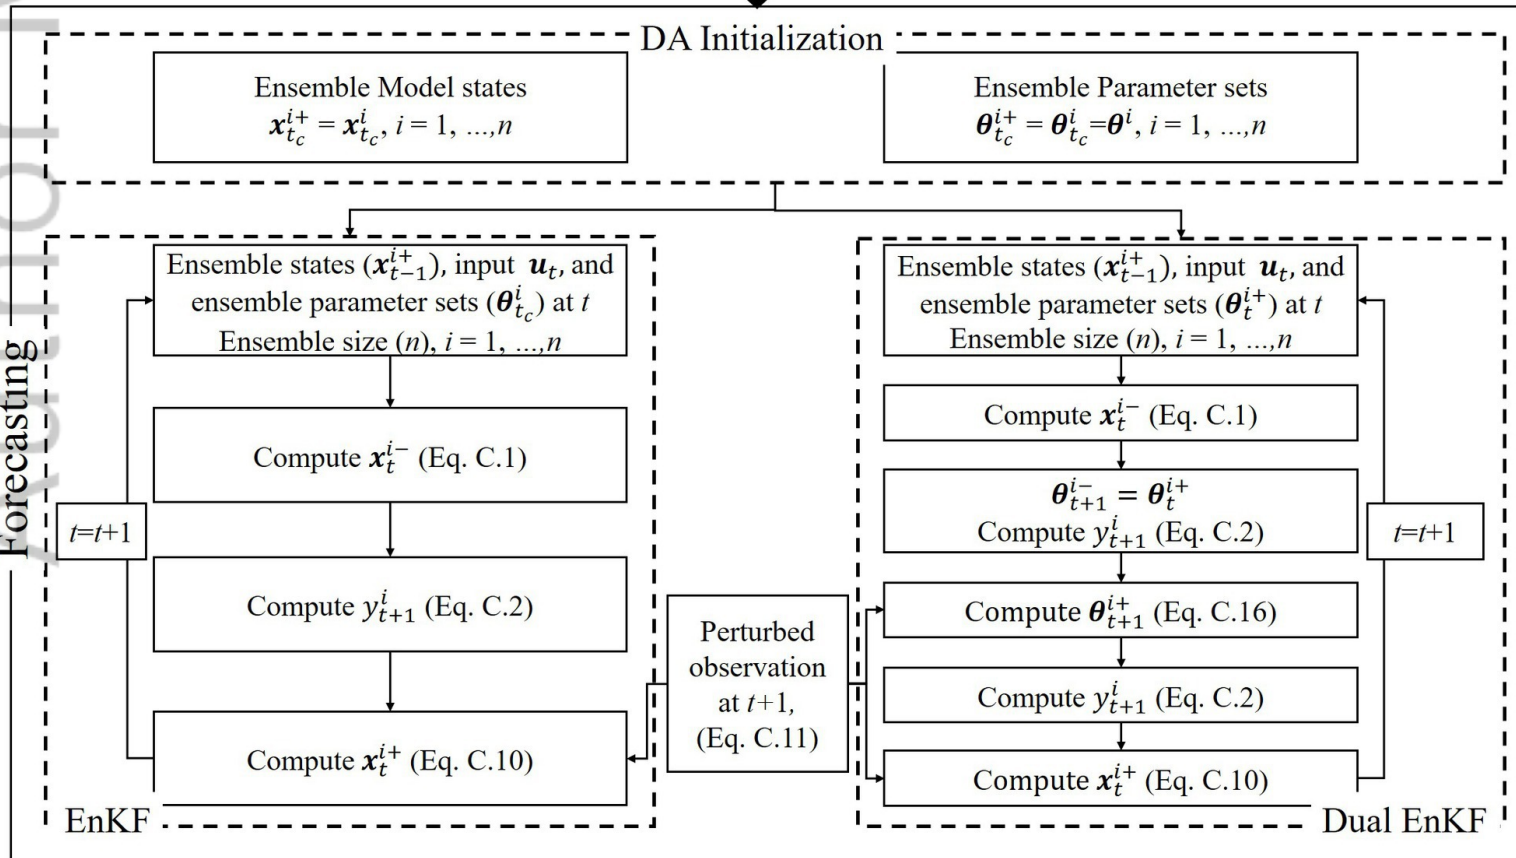 DA Initialization
Ensemble Model states
𝒙_{t_c}^{i+} = 𝒙_{t_c}^{i}, i = 1, ...,n
Ensemble Parameter sets
𝜽_{t_c}^{i+} = 𝜽_{t_c}^{i}=𝜽^{i}, i = 1, ...,n
Forecasting
Ensemble states (𝒙_{t−1}^{i+}), input 𝒖_t, and
ensemble parameter sets (𝜽_{t_c}^{i}) at t
Ensemble size (n), i = 1, ...,n
Compute 𝒙_t^{i−} (Eq. C.1)
Compute y_{t+1}^{i} (Eq. C.2)
Compute 𝒙_t^{i+} (Eq. C.10)
t=t+1
EnKF
Perturbed
observation
at t+1,
(Eq. C.11)
Ensemble states (𝒙_{t−1}^{i+}), input 𝒖_t, and
ensemble parameter sets (𝜽_t^{i+}) at t
Ensemble size (n), i = 1, ...,n
Compute 𝒙_t^{i−} (Eq. C.1)
𝜽_{t+1}^{i−} = 𝜽_t^{i+}
Compute y_{t+1}^{i} (Eq. C.2)
Compute 𝜽_{t+1}^{i+} (Eq. C.16)
Compute y_{t+1}^{i} (Eq. C.2)
Compute 𝒙_t^{i+} (Eq. C.10)
t=t+1
Dual EnKF